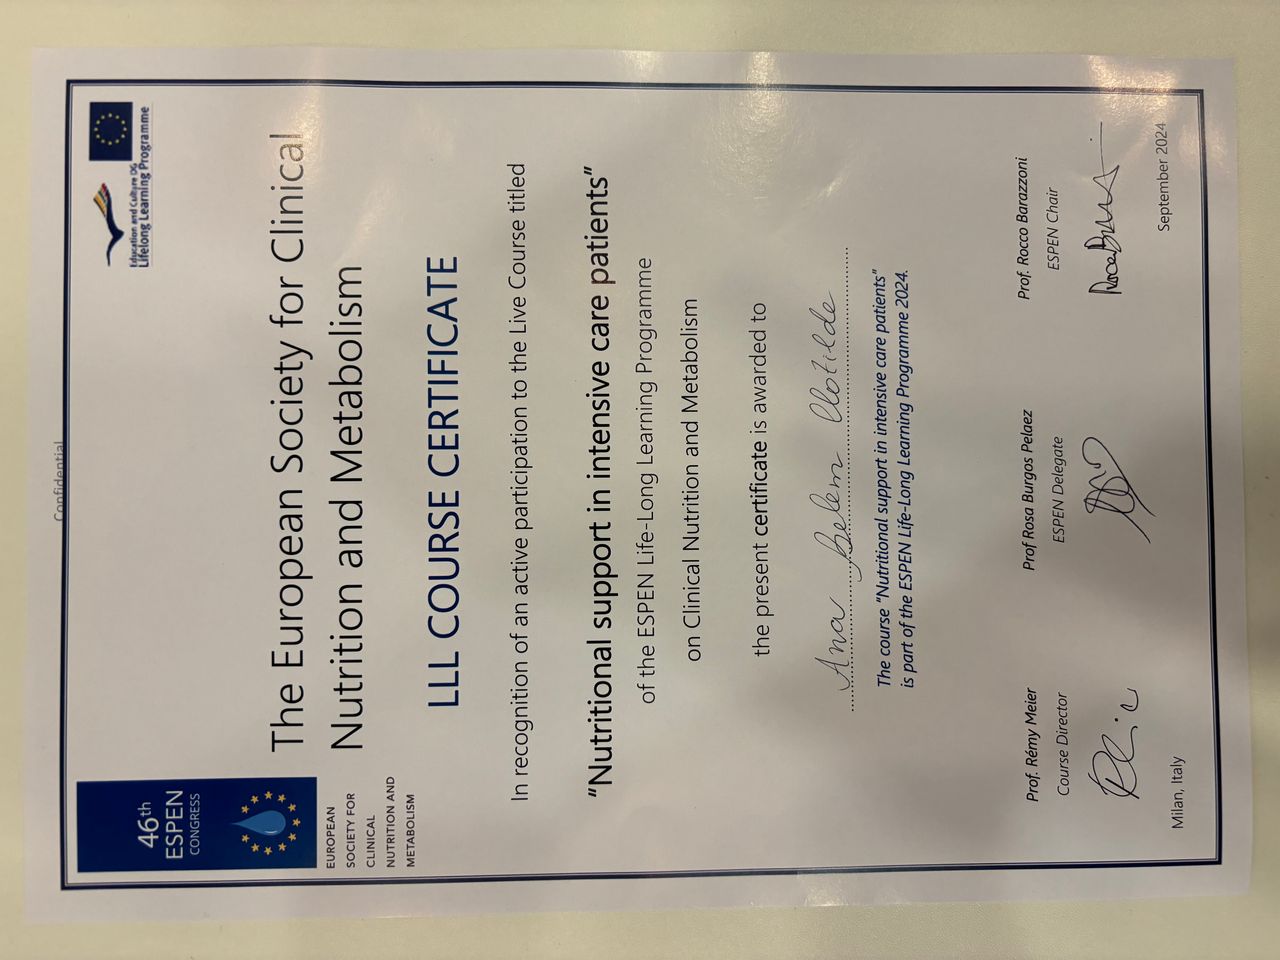 Confidential
46th
ESPEN
CONGRESS
EUROPEAN
SOCIETY FOR
CLINICAL
NUTRITION AND
METABOLISM
Education and Culture DG
Lifelong Learning Programme
The European Society for Clinical
Nutrition and Metabolism
LLL COURSE CERTIFICATE
In recognition of an active participation to the Live Course titled
“Nutritional support in intensive care patients”
of the ESPEN Life-Long Learning Programme
on Clinical Nutrition and Metabolism
the present certificate is awarded to
Ana Belem Clotilde
The course “Nutritional support in intensive care patients”
is part of the ESPEN Life-Long Learning Programme 2024.
Prof. Rémy Meier
Course Director
Prof Rosa Burgos Pelaez
ESPEN Delegate
Prof. Rocco Barazzoni
ESPEN Chair
Milan, Italy
September 2024